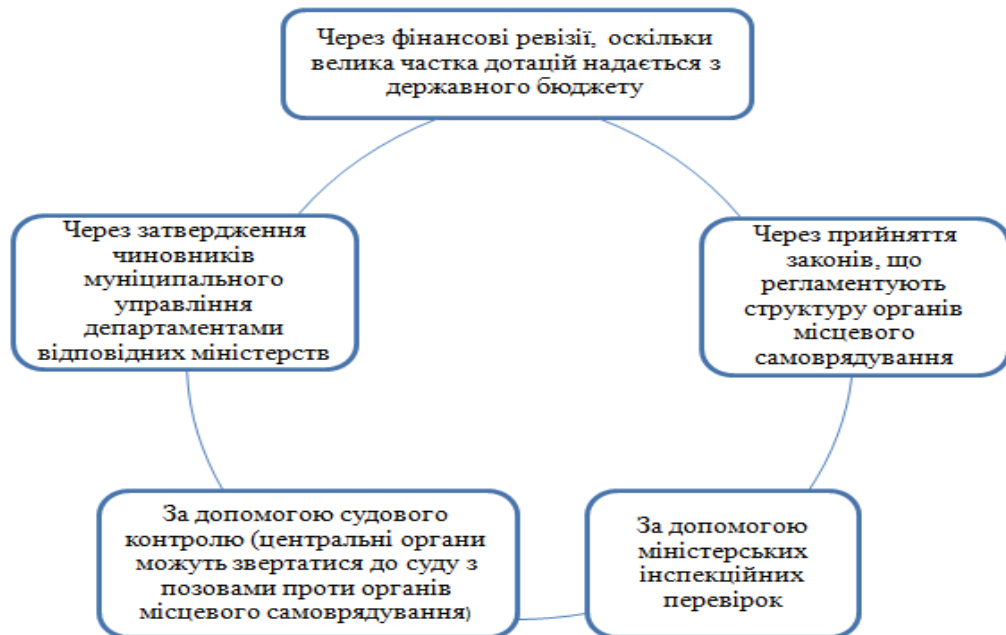 Через фінансові ревізії, оскільки
велика частка дотацій надається з
державного бюджету
Через прийняття
законів, що
регламентують
структуру органів
місцевого
самоврядування
За допомогою
міністерських
інспекційних
перевірок
За допомогою судового
контролю (центральні органи
можуть звертатися до суду з
позовами проти органів
місцевого самоврядування)
Через затвердження
чиновників
муніципального
управління
департаментами
відповідних міністерств